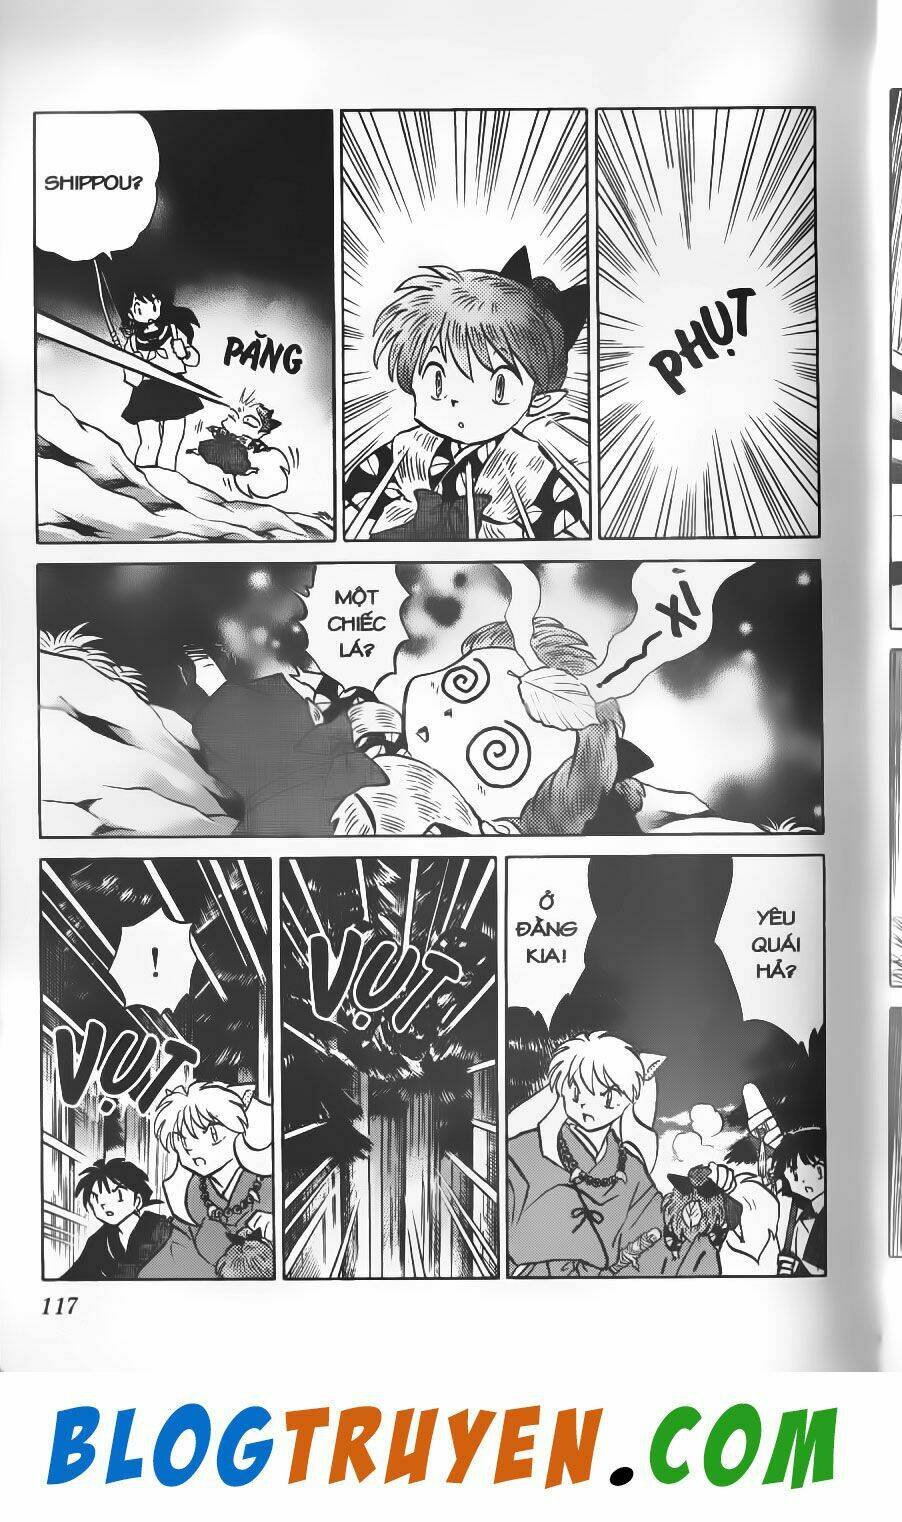 SHIPPOU?
PĂNG
PHỤT
MỘT
CHIẾC
LÁ?
XÌ
Ở
ĐẰNG
KIA!
YÊU
QUÁI
HẢ?
!
VỤT
VỤT
117
BLOGTRUYEN.COM